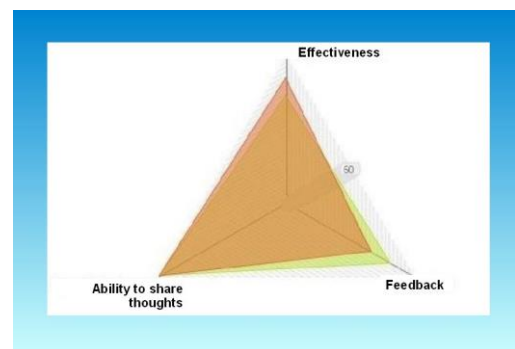 Effectiveness
50
Ability to share
thoughts
Feedback